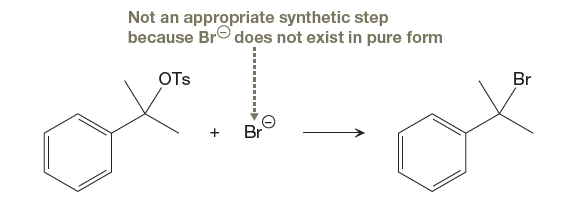 Not an appropriate synthetic step
because Br⊖ does not exist in pure form
OTs
Br
+ Br⊖